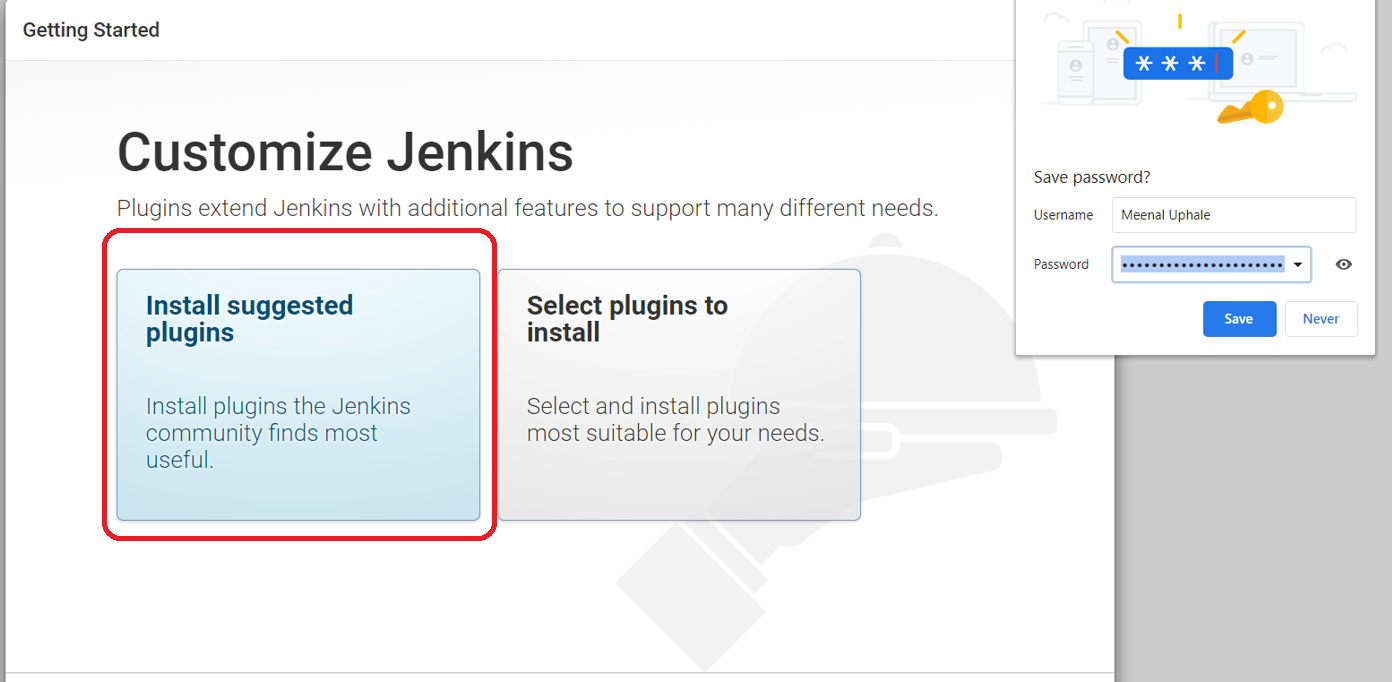 Getting Started
Customize Jenkins
Plugins extend Jenkins with additional features to support many different needs.
Install suggested
plugins
Install plugins the Jenkins
community finds most
useful.
Select plugins to
install
Select and install plugins
most suitable for your needs.
***
Save password?
Username
Meenal Uphale
Password
••••••••••••••••••••••
Save
Never